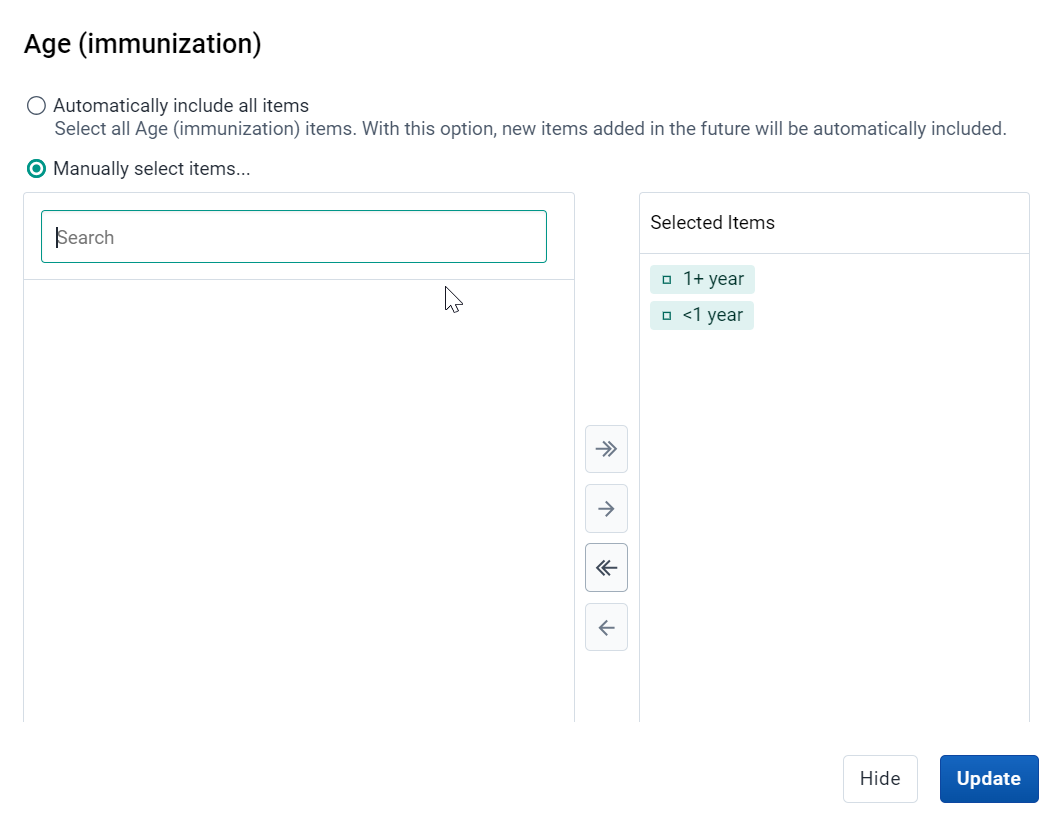 Age (immunization)
Automatically include all items
Select all Age (immunization) items. With this option, new items added in the future will be automatically included.
Manually select items...
Search
Selected Items
1+ year
<1 year
Hide
Update